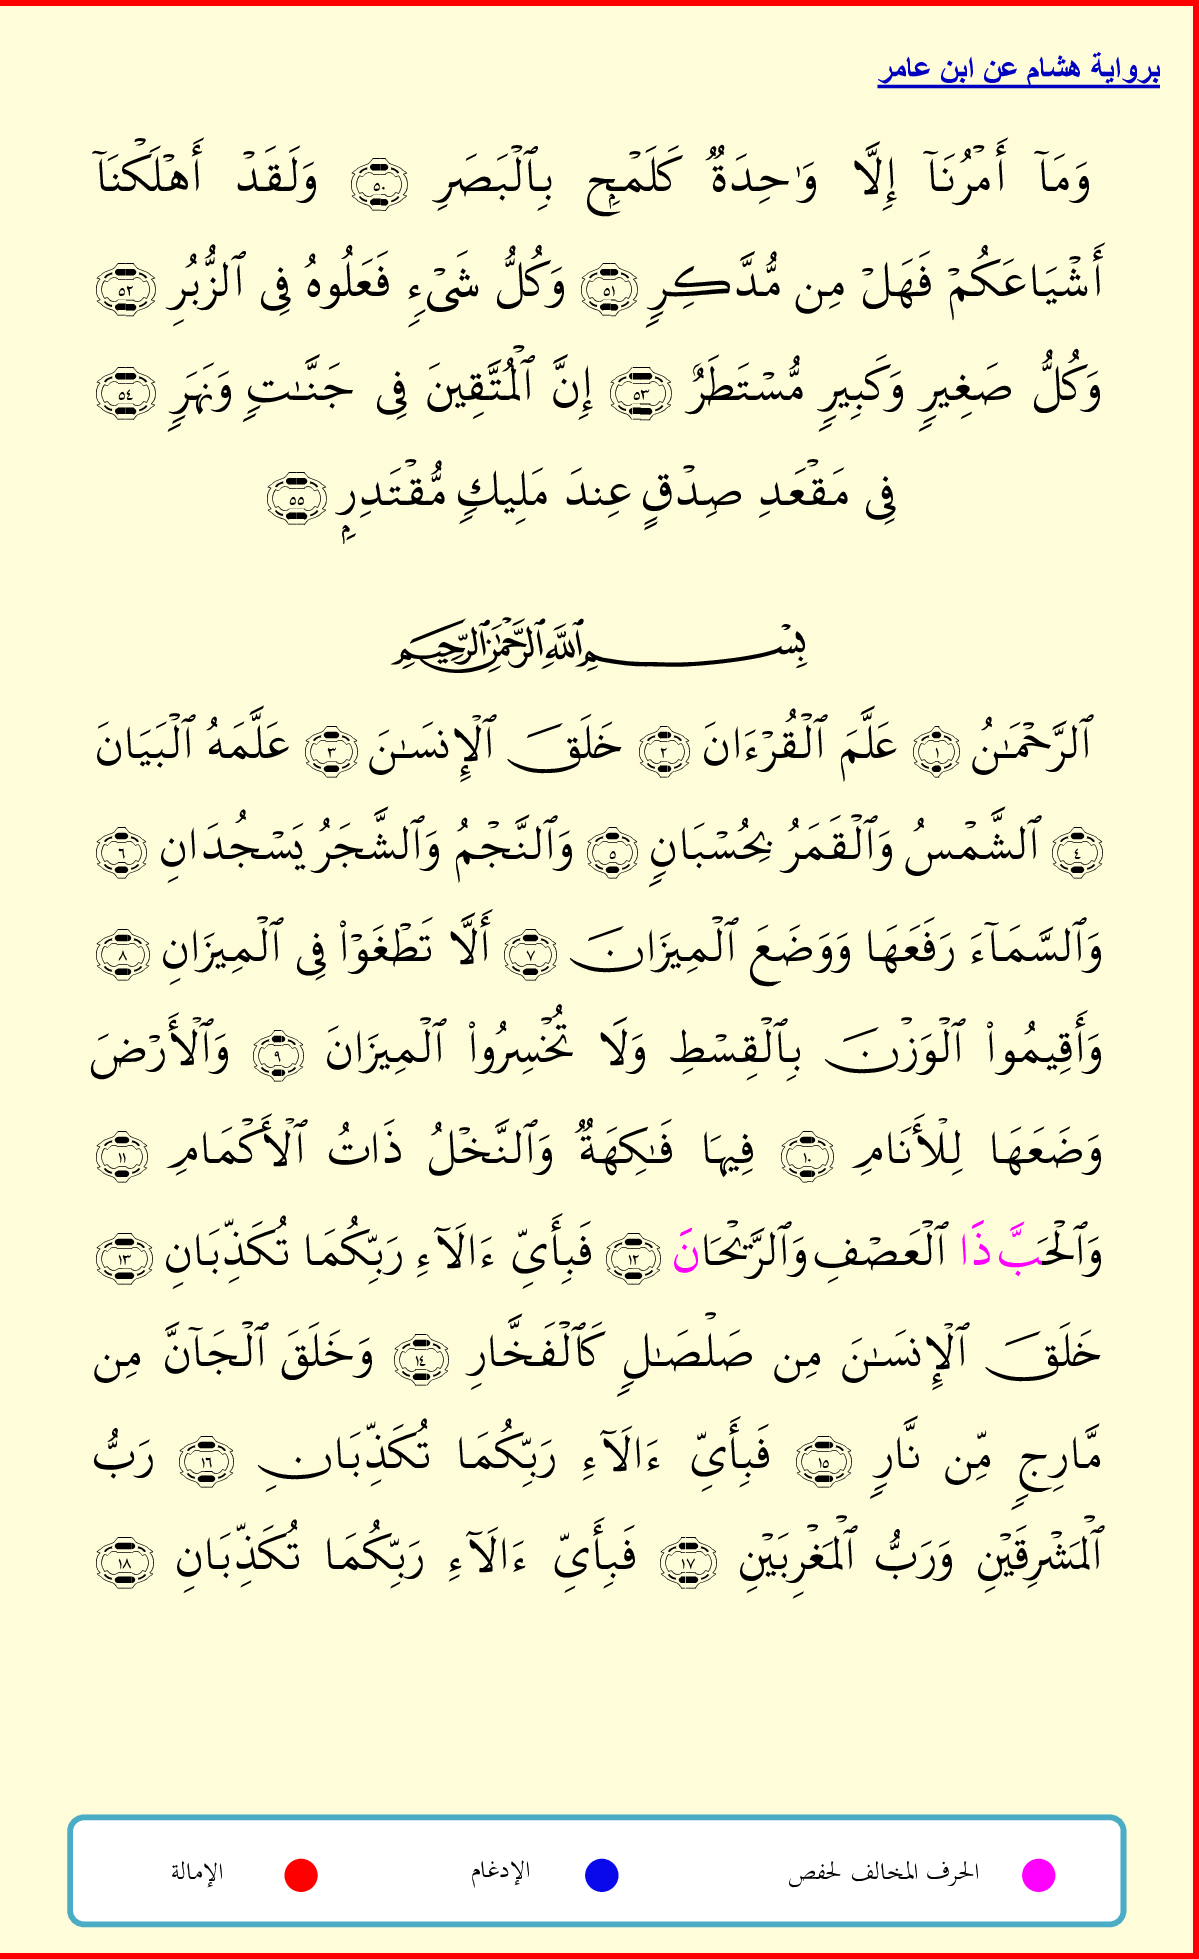 برواية هشام عن ابن عامر
وَمَآ أَمْرُنَآ إِلَّا وَٰحِدَةٌ كَلَمْحٍۭ بِٱلْبَصَرِ ٥٠ وَلَقَدْ أَهْلَكْنَآ
أَشْيَاعَكُمْ فَهَلْ مِن مُّدَّكِرٍ ٥١ وَكُلُّ شَىْءٍ فَعَلُوهُ فِى ٱلزُّبُرِ ٥٢
وَكُلُّ صَغِيرٍ وَكَبِيرٍ مُّسْتَطَرٌ ٥٣ إِنَّ ٱلْمُتَّقِينَ فِى جَنَّـٰتٍ وَنَهَرٍ ٥٤
فِى مَقْعَدِ صِدْقٍ عِندَ مَلِيكٍ مُّقْتَدِرٍۭ ٥٥
بِسْمِ ٱللَّهِ ٱلرَّحْمَـٰنِ ٱلرَّحِيمِ
ٱلرَّحْمَـٰنُ ١ عَلَّمَ ٱلْقُرْءَانَ ٢ خَلَقَ ٱلْإِنسَـٰنَ ٣ عَلَّمَهُ ٱلْبَيَانَ
٤ ٱلشَّمْسُ وَٱلْقَمَرُ بِحُسْبَانٍ ٥ وَٱلنَّجْمُ وَٱلشَّجَرُ يَسْجُدَانِ ٦
وَٱلسَّمَآءَ رَفَعَهَا وَوَضَعَ ٱلْمِيزَانَ ٧ أَلَّا تَطْغَوْا۟ فِى ٱلْمِيزَانِ ٨
وَأَقِيمُوا۟ ٱلْوَزْنَ بِٱلْقِسْطِ وَلَا تُخْسِرُوا۟ ٱلْمِيزَانَ ٩ وَٱلْأَرْضَ
وَضَعَهَا لِلْأَنَامِ ١٠ فِيهَا فَـٰكِهَةٌ وَٱلنَّخْلُ ذَاتُ ٱلْأَكْمَامِ ١١
وَٱلْحَبَّ ذَا ٱلْعَصْفِ وَٱلرَّيْحَانَ ١٢ فَبِأَىِّ ءَالَآءِ رَبِّكُمَا تُكَذِّبَانِ ١٣
خَلَقَ ٱلْإِنسَـٰنَ مِن صَلْصَـٰلٍ كَٱلْفَخَّارِ ١٤ وَخَلَقَ ٱلْجَآنَّ مِن
مَّارِجٍ مِّن نَّارٍ ١٥ فَبِأَىِّ ءَالَآءِ رَبِّكُمَا تُكَذِّبَانِ ١٦ رَبُّ
ٱلْمَشْرِقَيْنِ وَرَبُّ ٱلْمَغْرِبَيْنِ ١٧ فَبِأَىِّ ءَالَآءِ رَبِّكُمَا تُكَذِّبَانِ ١٨
الحرف المخالف لحفص الإدغام الإمالة